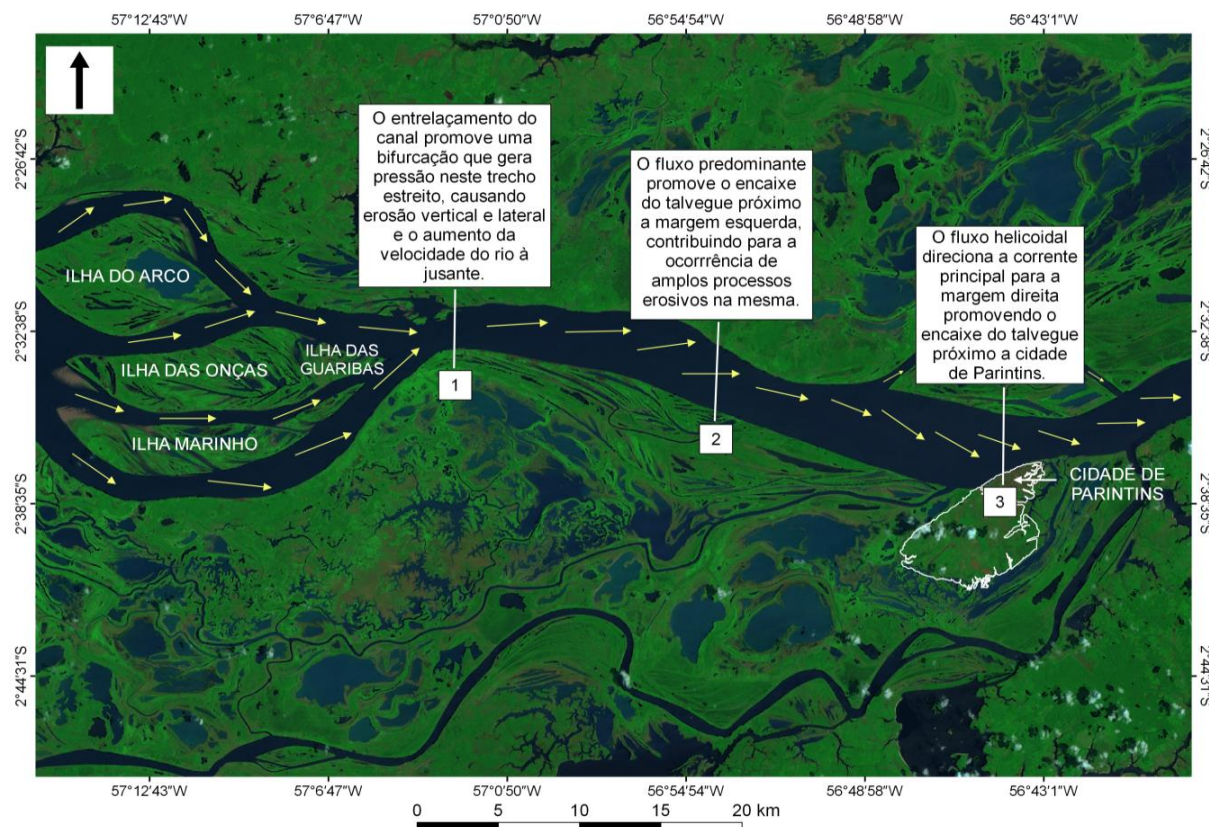 57°12'43"W
57°6'47"W
57°0'50"W
56°54'54"W
56°48'58"W
56°43'1"W
2°26'42"S
2°26'42"S
O entrelaçamento do
canal promove uma
bifurcação que gera
pressão neste trecho
estreito, causando
erosão vertical e lateral
e o aumento da
velocidade do rio à
jusante.
O fluxo predominante
promove o encaixe
do talvegue próximo
a margem esquerda,
contribuindo para a
ocorrrência de
amplos processos
erosivos na mesma.
O fluxo helicoidal
direciona a corrente
principal para a
margem direita
promovendo o
encaixe do talvegue
próximo a cidade
de Parintins.
ILHA DO ARCO
2°32'38"S
2°32'38"S
ILHA DAS ONÇAS
ILHA DAS
GUARIBAS
1
ILHA MARINHO
2
CIDADE DE
PARINTINS
3
2°38'35"S
2°38'35"S
2°44'31"S
2°44'31"S
57°12'43"W
57°6'47"W
57°0'50"W
56°54'54"W
56°48'58"W
56°43'1"W
0 5 10 15 20 km